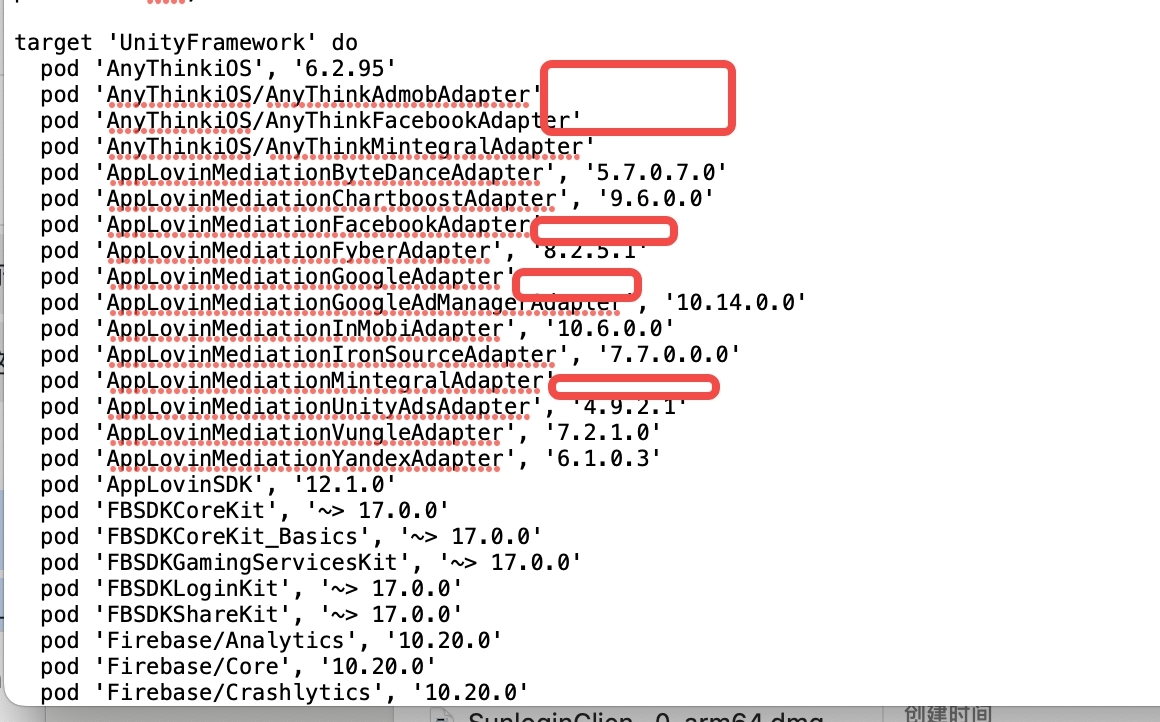 target 'UnityFramework' do
pod 'AnyThinkiOS', '6.2.95'
pod 'AnyThinkiOS/AnyThinkAdmobAdapter'
pod 'AnyThinkiOS/AnyThinkFacebookAdapter'
pod 'AnyThinkiOS/AnyThinkMintegralAdapter'
pod 'AppLovinMediationByteDanceAdapter', '5.7.0.7.0'
pod 'AppLovinMediationChartboostAdapter', '9.6.0.0'
pod 'AppLovinMediationFacebookAdapter'
pod 'AppLovinMediationFyberAdapter', '8.2.5.1'
pod 'AppLovinMediationGoogleAdapter'
pod 'AppLovinMediationGoogleAdManagerAdapter', '10.14.0.0'
pod 'AppLovinMediationInMobiAdapter', '10.6.0.0'
pod 'AppLovinMediationIronSourceAdapter', '7.7.0.0.0'
pod 'AppLovinMediationMintegralAdapter'
pod 'AppLovinMediationUnityAdsAdapter', '4.9.2.1'
pod 'AppLovinMediationVungleAdapter', '7.2.1.0'
pod 'AppLovinMediationYandexAdapter', '6.1.0.3'
pod 'AppLovinSDK', '12.1.0'
pod 'FBSDKCoreKit', '~> 17.0.0'
pod 'FBSDKCoreKit_Basics', '~> 17.0.0'
pod 'FBSDKGamingServicesKit', '~> 17.0.0'
pod 'FBSDKLoginKit', '~> 17.0.0'
pod 'FBSDKShareKit', '~> 17.0.0'
pod 'Firebase/Analytics', '10.20.0'
pod 'Firebase/Core', '10.20.0'
pod 'Firebase/Crashlytics', '10.20.0'
SunloginClien...0_arm64.dmg
创建时间